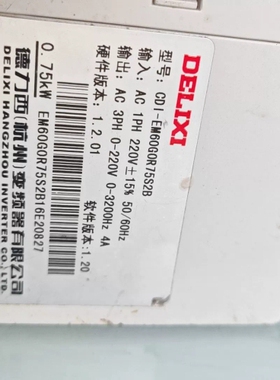 DELIXI
型号: CDI-EM60G0R75S2B
输入: AC 1PH 220V±15% 50/60Hz
输出: AC 3PH 0-220V 0-3200Hz 4A
硬件版本: 1.2.01 软件版本: 1.20
0.75kW EM60G0R75S2B16E20827
德力西(杭州)变频器有限公司
DELIXI HANGZHOU INVERTER CO.,LTD